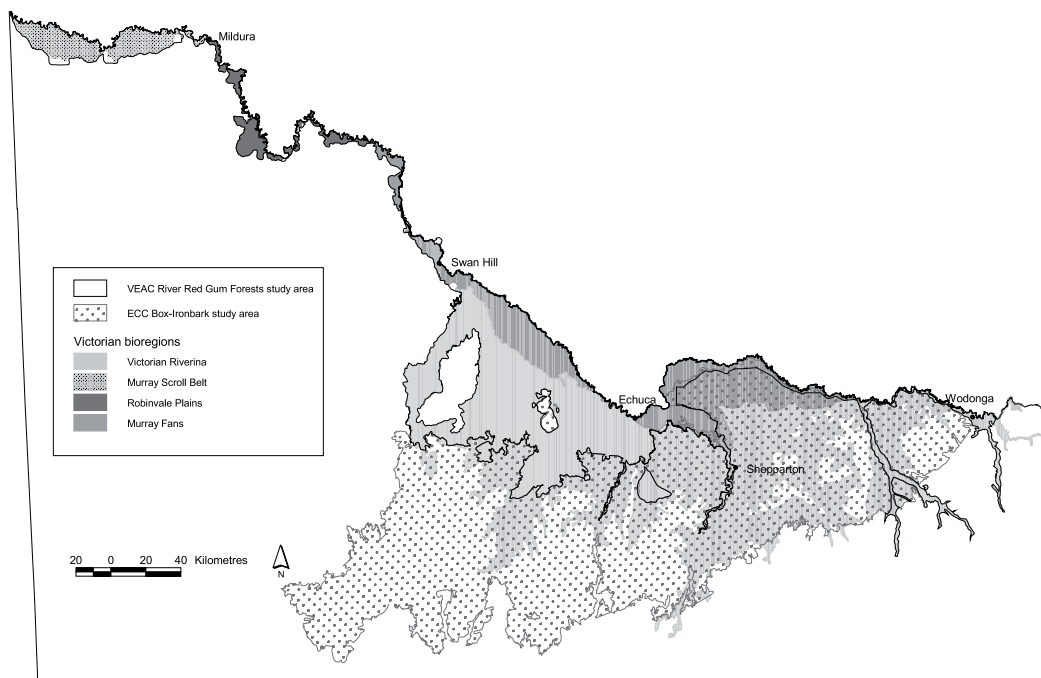 Mildura
Swan Hill
VEAC River Red Gum Forests study area
ECC Box-Ironbark study area
Victorian bioregions
Victorian Riverina
Murray Scroll Belt
Robinvale Plains
Murray Fans
Echuca
Wodonga
Shepparton
20 0 20 40 Kilometres
N